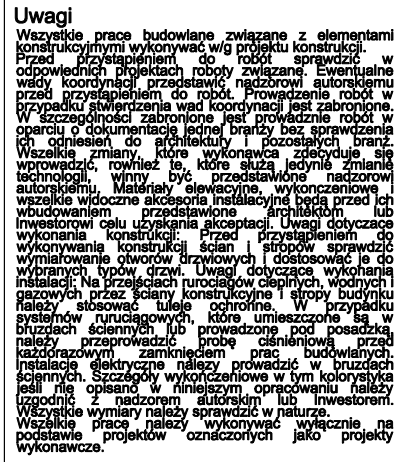 Uwagi
Wszystkie prace budowlane związane z elementami
konstrukcyjnymi wykonywać w/g projektu konstrukcji.
Przed przystąpieniem do robót sprawdzić w
odpowiednich projektach roboty związane. Ewentualne
wady koordynacji przedstawić nadzorowi autorskiemu
przed przystąpieniem do robót. Prowadzenie robót w
przypadku stwierdzenia wad koordynacji jest zabronione.
W szczególności zabronione jest prowadznie robót w
oparciu o dokumentację jednej branży bez sprawdzenia
ich odniesień do architektury i pozostałych branż.
Wszelkie zmiany, które wykonawca zdecyduje się
wprowadzić, rownież te, które służą jedynie zmianie
technologii, winny być przedstawione nadzorowi
autorskiemu. Materiały elewacyjne, wykonczeniowe i
wszelkie widoczne akcesoria instalacyjne będą przed ich
wbudowaniem przedstawione architektom lub
Inwestorowi celu uzyskania akceptacji. Uwagi dotyczące
wykonania konstrukcji: Przed przystąpieniem do
wykonywania konstrukcji ścian i stropów sprawdzić
wymiarowanie otworów drzwiowych i dostosować je do
wybranych typów drzwi. Uwagi dotyczące wykonania
instalacji: Na przejściach rurociągów cieplnych, wodnych i
gazowych przez ściany konstrukcyjne i stropy budynku
należy stosować tuleje ochronne. W przypadku
systemów ruruciągowych, które umieszczone są w
bruzdach ściennych lub prowadzone pod posadzką,
należy przeprowadzić probę ciśnieniową przed
każdorazowym zamknięciem prac budowlanych.
Instalacje elektryczne należy prowadzić w bruzdach
ściennych. Szczegóły wykończeniowe w tym kolorystyka
jeśli nie opisano w niniejszym opracowaniu należy
uzgodnić z nadzorem autorskim lub Inwestorem.
Wszystkie wymiary należy sprawdzić w naturze.
Wszelkie prace należy wykonywać wyłącznie na
podstawie projektów oznaczonych jako projekty
wykonawcze.